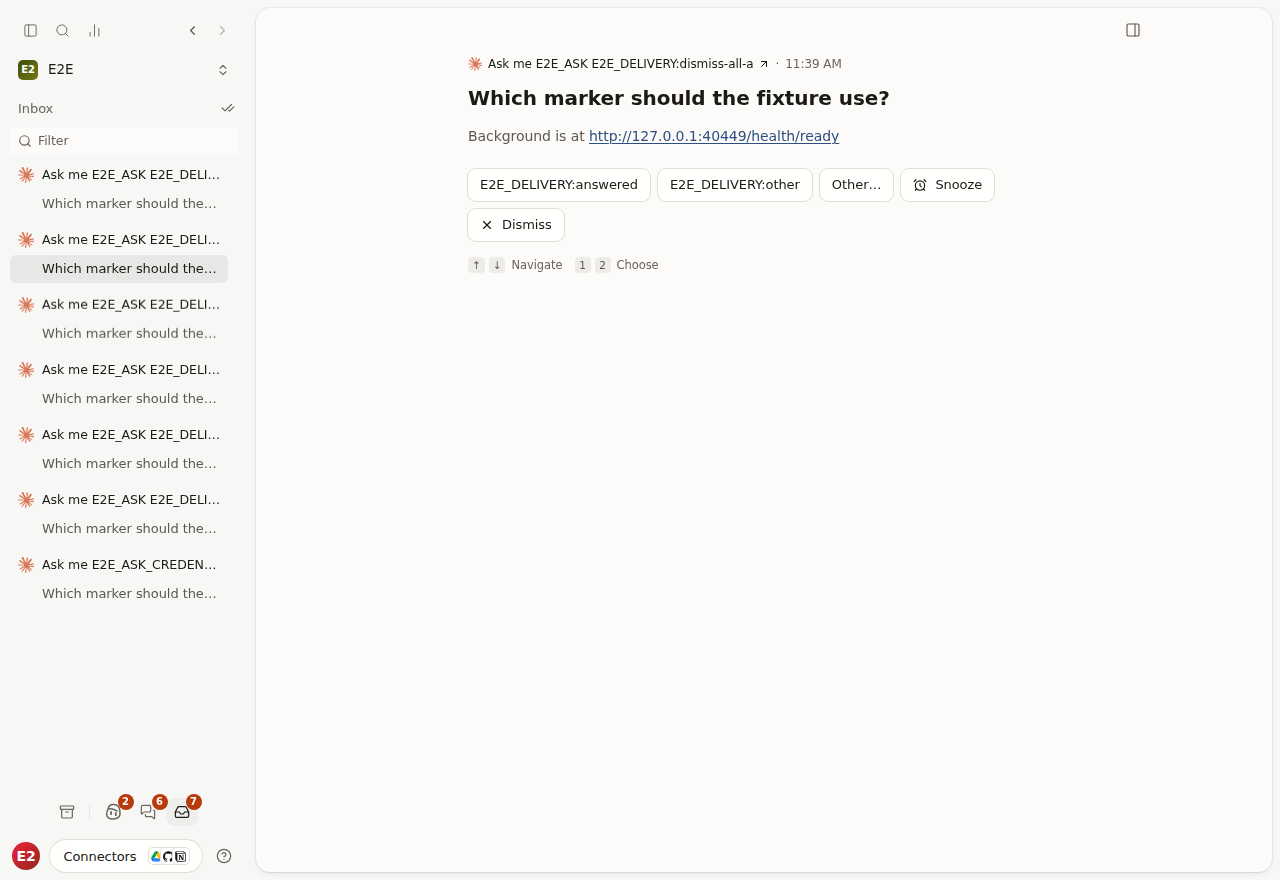 E2 E2E
Inbox
Filter
Ask me E2E_ASK E2E_DELI…
Which marker should the…
Ask me E2E_ASK E2E_DELI…
Which marker should the…
Ask me E2E_ASK E2E_DELI…
Which marker should the…
Ask me E2E_ASK E2E_DELI…
Which marker should the…
Ask me E2E_ASK E2E_DELI…
Which marker should the…
Ask me E2E_ASK E2E_DELI…
Which marker should the…
Ask me E2E_ASK_CREDEN…
Which marker should the…
2 6 7
E2 Connectors
Ask me E2E_ASK E2E_DELIVERY:dismiss-all-a · 11:39 AM
Which marker should the fixture use?
Background is at http://127.0.0.1:40449/health/ready
E2E_DELIVERY:answered E2E_DELIVERY:other Other… Snooze
Dismiss
↑ ↓ Navigate 1 2 Choose